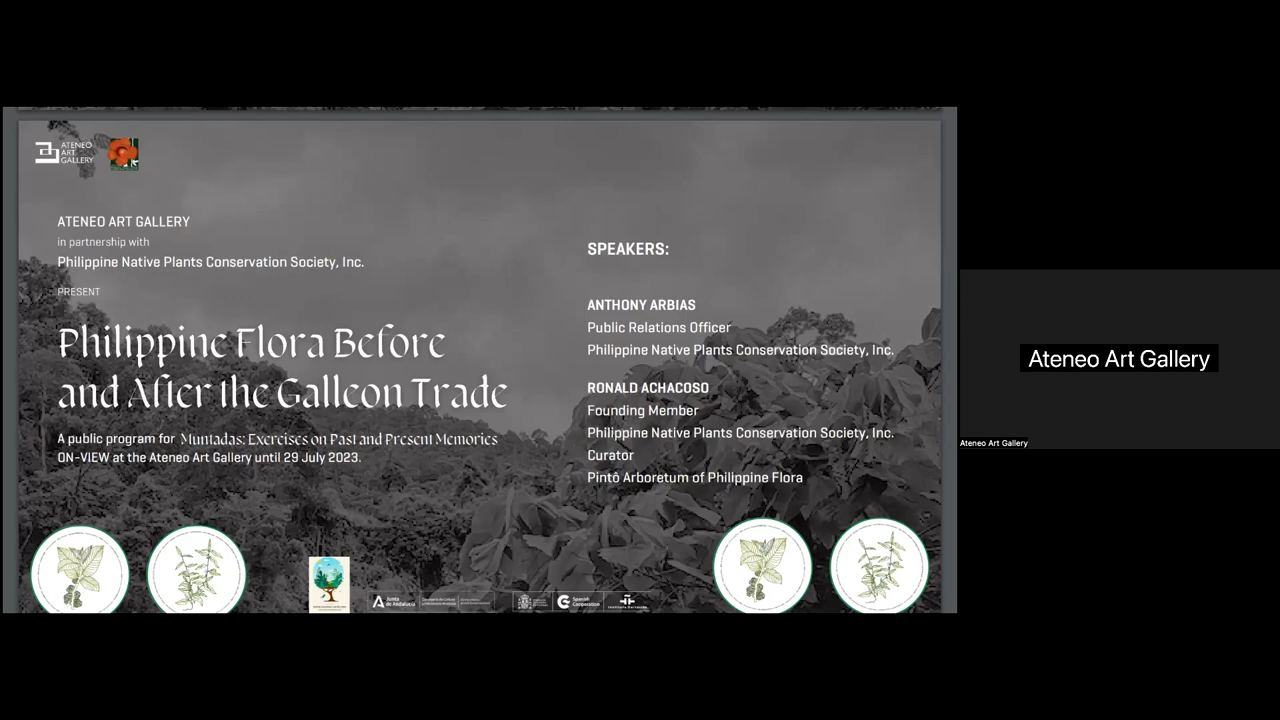 ATENEO
ART
GALLERY
ATENEO ART GALLERY
in partnership with
Philippine Native Plants Conservation Society, Inc.
PRESENT
Philippine Flora Before
and After the Galleon Trade
A public program for Muntadas: Exercises on Past and Present Memories
ON-VIEW at the Ateneo Art Gallery until 29 July 2023.
SPEAKERS:
ANTHONY ARBIAS
Public Relations Officer
Philippine Native Plants Conservation Society, Inc.
RONALD ACHACOSO
Founding Member
Philippine Native Plants Conservation Society, Inc.
Curator
Pintô Arboretum of Philippine Flora
Junta
de Andalucía
Spanish
Cooperation
Instituto Cervantes
Ateneo Art Gallery
Ateneo Art Gallery